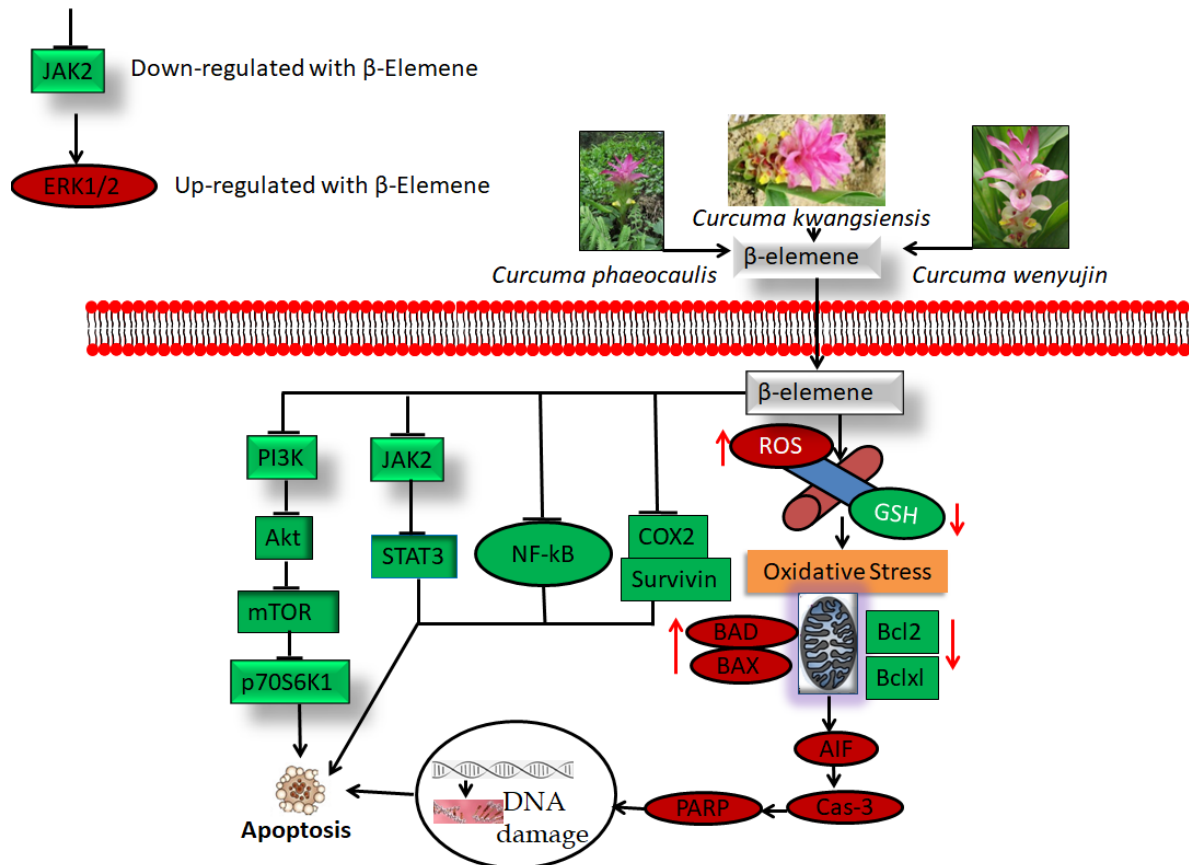 JAK2
Down-regulated with β-Elemene
ERK1/2
Up-regulated with β-Elemene
Curcuma kwangsiensis
β-elemene
Curcuma phaeocaulis
Curcuma wenyujin
β-elemene
PI3K
JAK2
ROS
GSH
Akt
STAT3
NF-kB
COX2
Survivin
Oxidative Stress
mTOR
BAD
BAX
Bcl2
Bclxl
p70S6K1
AIF
Cas-3
PARP
DNA
damage
Apoptosis